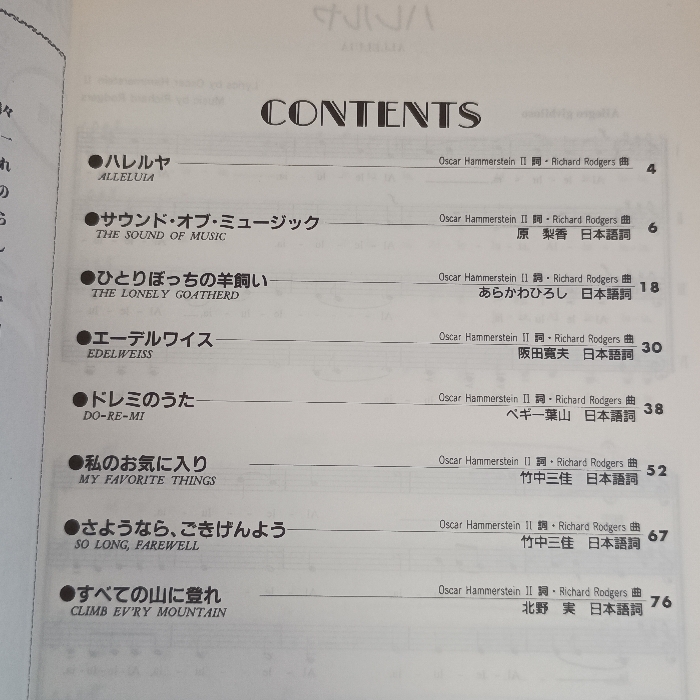 CONTENTS
●ハレルヤ Oscar Hammerstein II 詞・Richard Rodgers 曲 4
ALLELUIA
●サウンド・オブ・ミュージック Oscar Hammerstein II 詞・Richard Rodgers 曲 6
THE SOUND OF MUSIC 原 梨香 日本語詞
●ひとりぼっちの羊飼い Oscar Hammerstein II 詞・Richard Rodgers 曲 18
THE LONELY GOATHERD あらかわひろし 日本語詞
●エーデルワイス Oscar Hammerstein II 詞・Richard Rodgers 曲 30
EDELWEISS 阪田寛夫 日本語詞
●ドレミのうた Oscar Hammerstein II 詞・Richard Rodgers 曲 38
DO-RE-MI ペギー葉山 日本語詞
●私のお気に入り Oscar Hammerstein II 詞・Richard Rodgers 曲 52
MY FAVORITE THINGS 竹中三佳 日本語詞
●さようなら、ごきげんよう Oscar Hammerstein II 詞・Richard Rodgers 曲 67
SO LONG, FAREWELL 竹中三佳 日本語詞
●すべての山に登れ Oscar Hammerstein II 詞・Richard Rodgers 曲 76
CLIMB EV'RY MOUNTAIN 北野 実 日本語詞